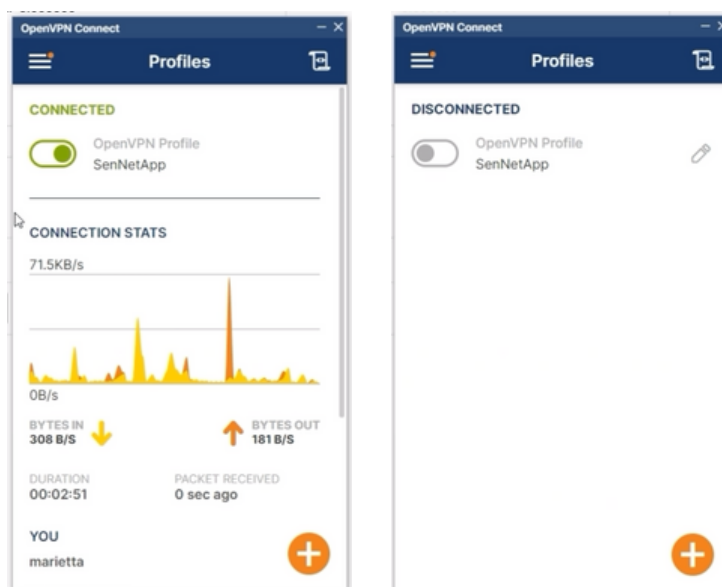 OpenVPN Connect
Profiles
CONNECTED
OpenVPN Profile
SenNetApp
CONNECTION STATS
71.5KB/s
0B/s
BYTES IN
308 B/S
BYTES OUT
181 B/S
DURATION
00:02:51
PACKET RECEIVED
0 sec ago
YOU
marietta
OpenVPN Connect
Profiles
DISCONNECTED
OpenVPN Profile
SenNetApp